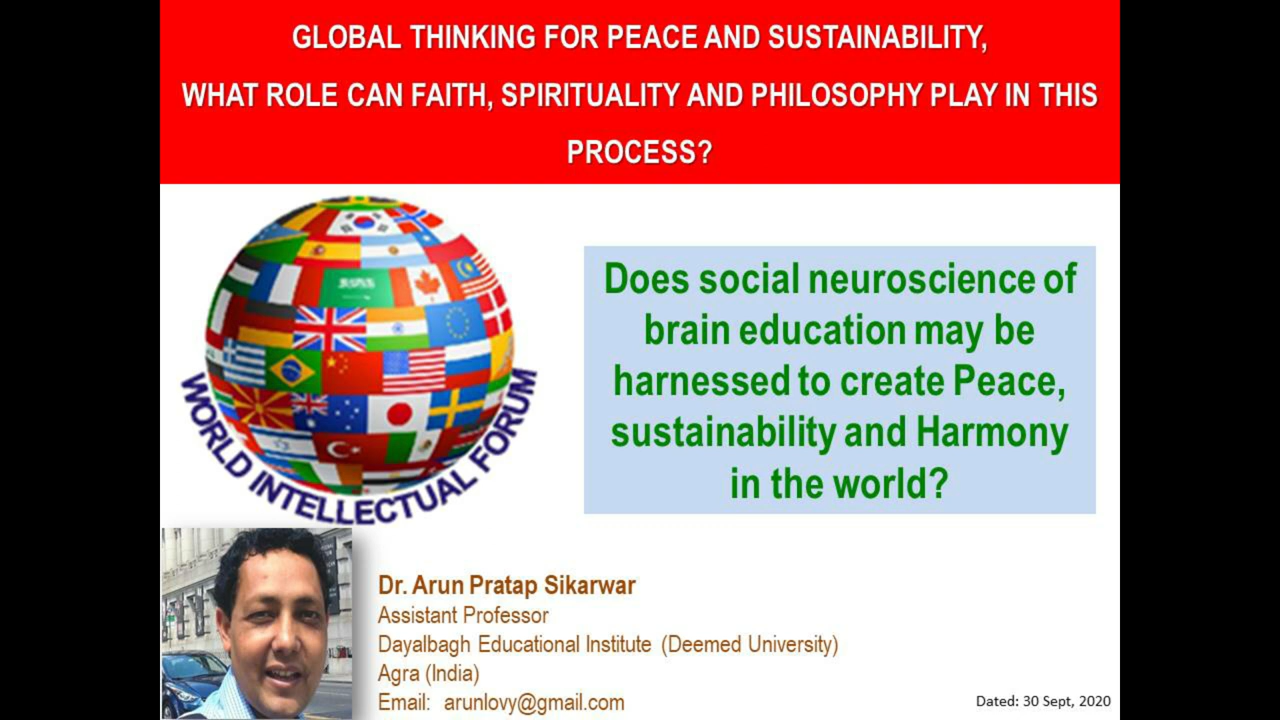 GLOBAL THINKING FOR PEACE AND SUSTAINABILITY,
WHAT ROLE CAN FAITH, SPIRITUALITY AND PHILOSOPHY PLAY IN THIS
PROCESS?
WORLD INTELLECTUAL FORUM
Does social neuroscience of
brain education may be
harnessed to create Peace,
sustainability and Harmony
in the world?
Dr. Arun Pratap Sikarwar
Assistant Professor
Dayalbagh Educational Institute (Deemed University)
Agra (India)
Email: arunlovy@gmail.com
Dated: 30 Sept, 2020